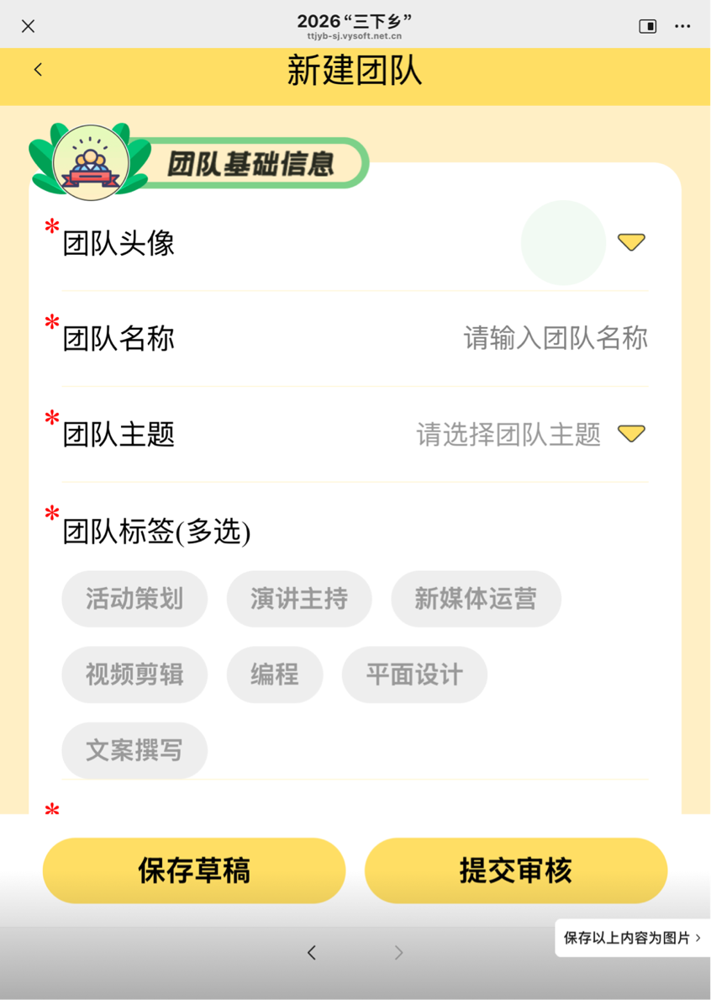 2026“三下乡”
ttjyb-sj.vysoft.net.cn
新建团队
团队基础信息
*团队头像
*团队名称 请输入团队名称
*团队主题 请选择团队主题
*团队标签(多选)
活动策划 演讲主持 新媒体运营
视频剪辑 编程 平面设计
文案撰写
*
保存草稿 提交审核
保存以上内容为图片 >